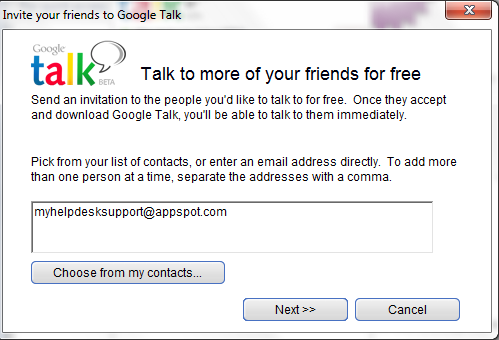 Invite your friends to Google Talk
Google
talk
BETA
Talk to more of your friends for free
Send an invitation to the people you'd like to talk to for free. Once they accept
and download Google Talk, you'll be able to talk to them immediately.
Pick from your list of contacts, or enter an email address directly. To add more
than one person at a time, separate the addresses with a comma.
myhelpdesksupport@appspot.com
Choose from my contacts...
Next >>
Cancel